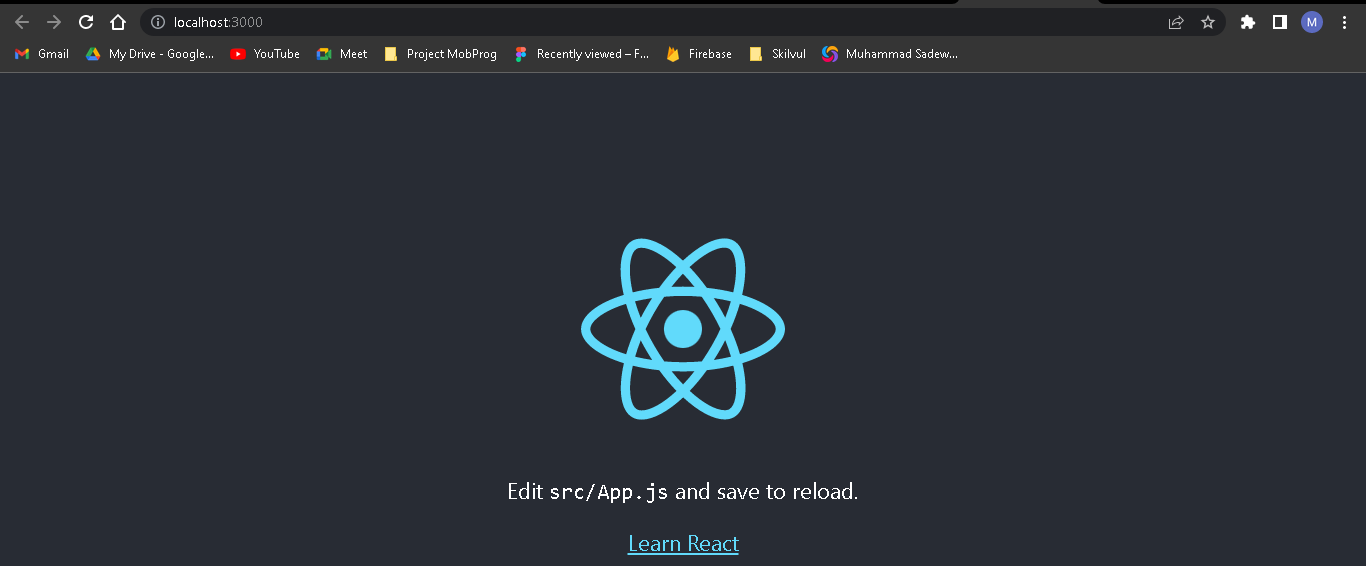 localhost:3000
M
Gmail My Drive - Google... YouTube Meet Project MobProg Recently viewed – F... Firebase Skilvul Muhammad Sadew...
Edit src/App.js and save to reload.
Learn React